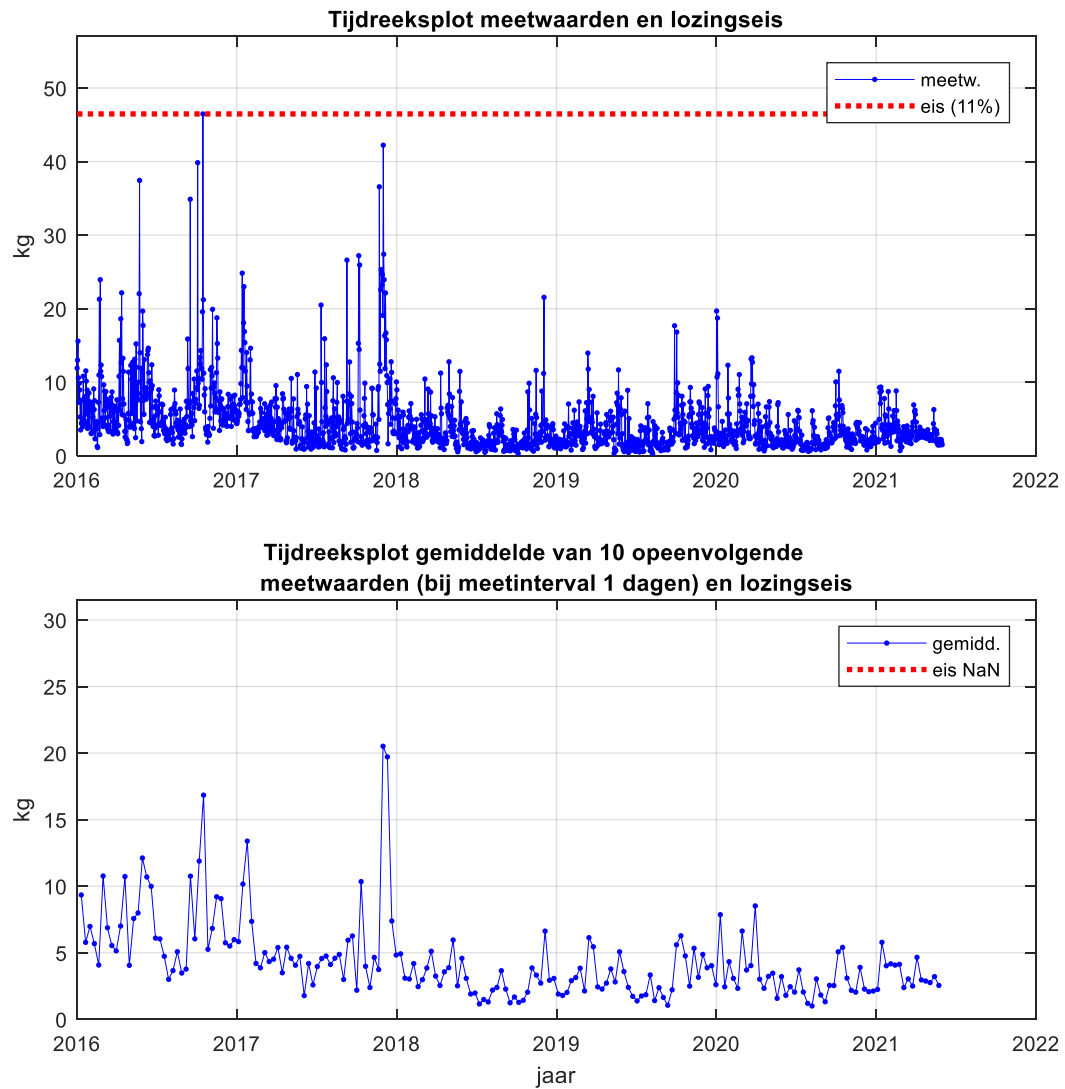 Tijdreeksplot meetwaarden en lozingseis
50
40
30
20
10
0
kg
meetw.
eis (11%)
2016 2017 2018 2019 2020 2021 2022
Tijdreeksplot gemiddelde van 10 opeenvolgende
meetwaarden (bij meetinterval 1 dagen) en lozingseis
30
25
20
15
10
5
0
kg
gemidd.
eis NaN
2016 2017 2018 2019 2020 2021 2022
jaar